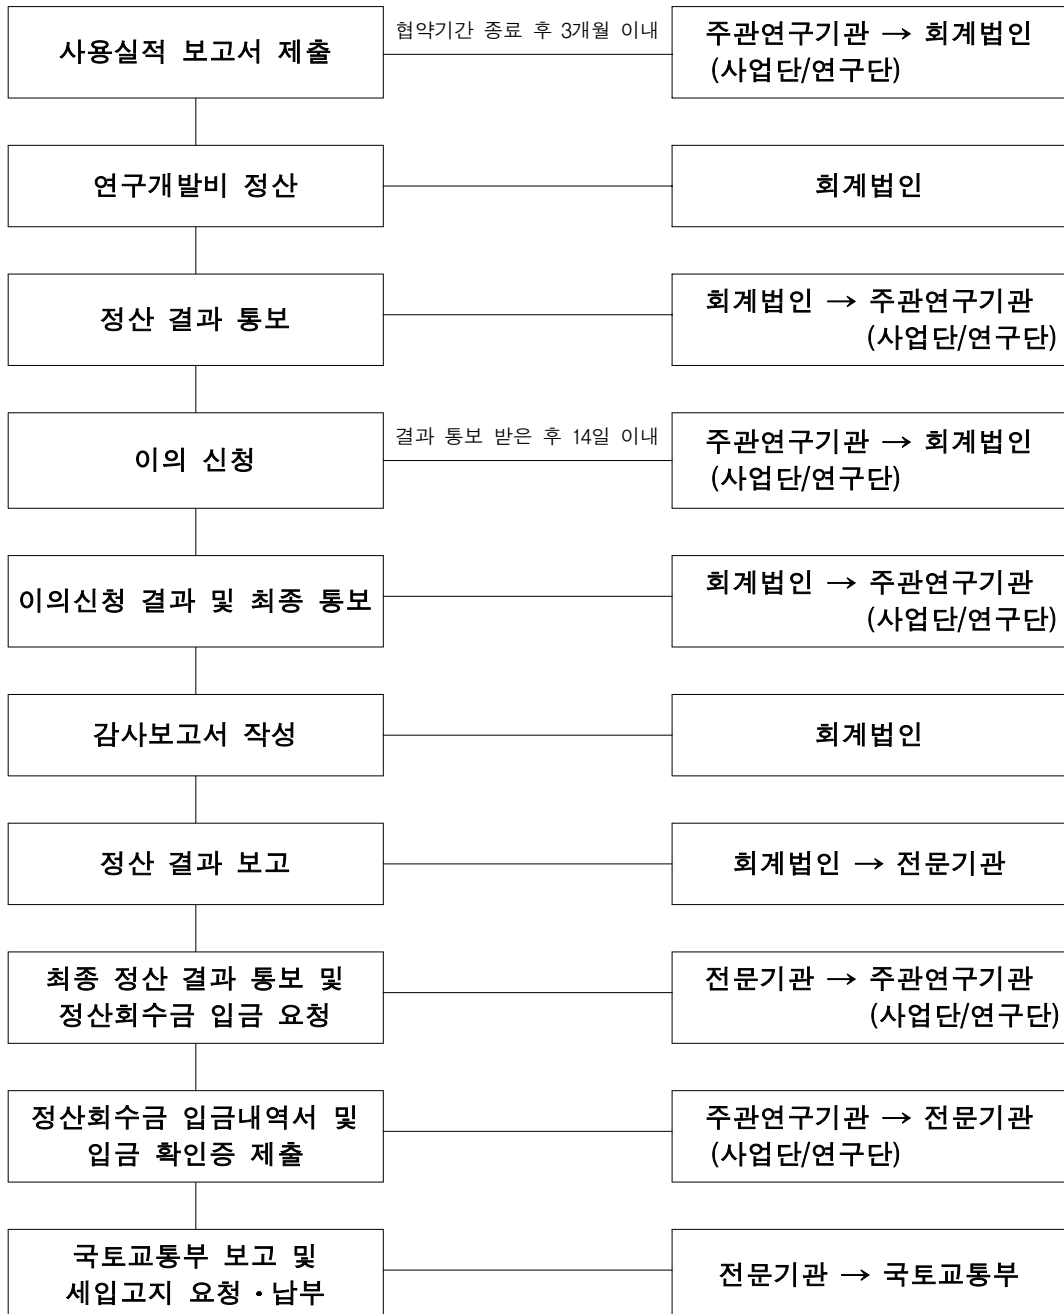 사용실적 보고서 제출
협약기간 종료 후 3개월 이내
주관연구기관 → 회계법인
(사업단/연구단)
연구개발비 정산
회계법인
정산 결과 통보
회계법인 → 주관연구기관
(사업단/연구단)
이의 신청
결과 통보 받은 후 14일 이내
주관연구기관 → 회계법인
(사업단/연구단)
이의신청 결과 및 최종 통보
회계법인 → 주관연구기관
(사업단/연구단)
감사보고서 작성
회계법인
정산 결과 보고
회계법인 → 전문기관
최종 정산 결과 통보 및
정산회수금 입금 요청
전문기관 → 주관연구기관
(사업단/연구단)
정산회수금 입금내역서 및
입금 확인증 제출
주관연구기관 → 전문기관
(사업단/연구단)
국토교통부 보고 및
세입고지 요청・납부
전문기관 → 국토교통부